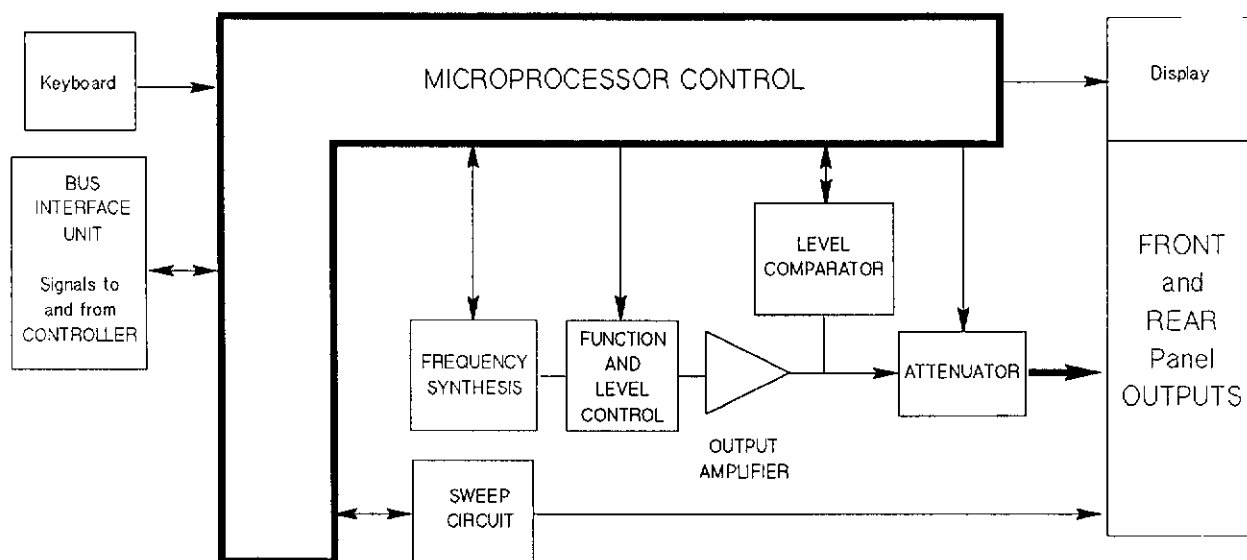 Keyboard
MICROPROCESSOR CONTROL
Display
BUS
INTERFACE
UNIT
Signals to
and from
CONTROLLER
LEVEL
COMPARATOR
FRONT
and
REAR
Panel
OUTPUTS
FREQUENCY
SYNTHESIS
FUNCTION
AND
LEVEL
CONTROL
ATTENUATOR
OUTPUT
AMPLIFIER
SWEEP
CIRCUIT